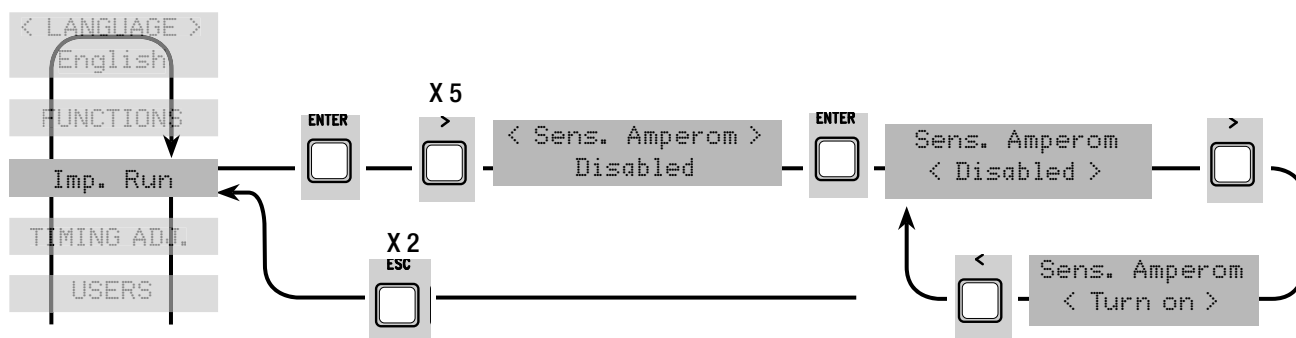 < LANGUAGE >
English
FUNCTIONS
Imp. Run
TIMING ADJ.
USERS
ENTER
X 5
>
< Sens. Amperom >
Disabled
ENTER
Sens. Amperom
< Disabled >
>
X 2
ESC
<
Sens. Amperom
< Turn on >